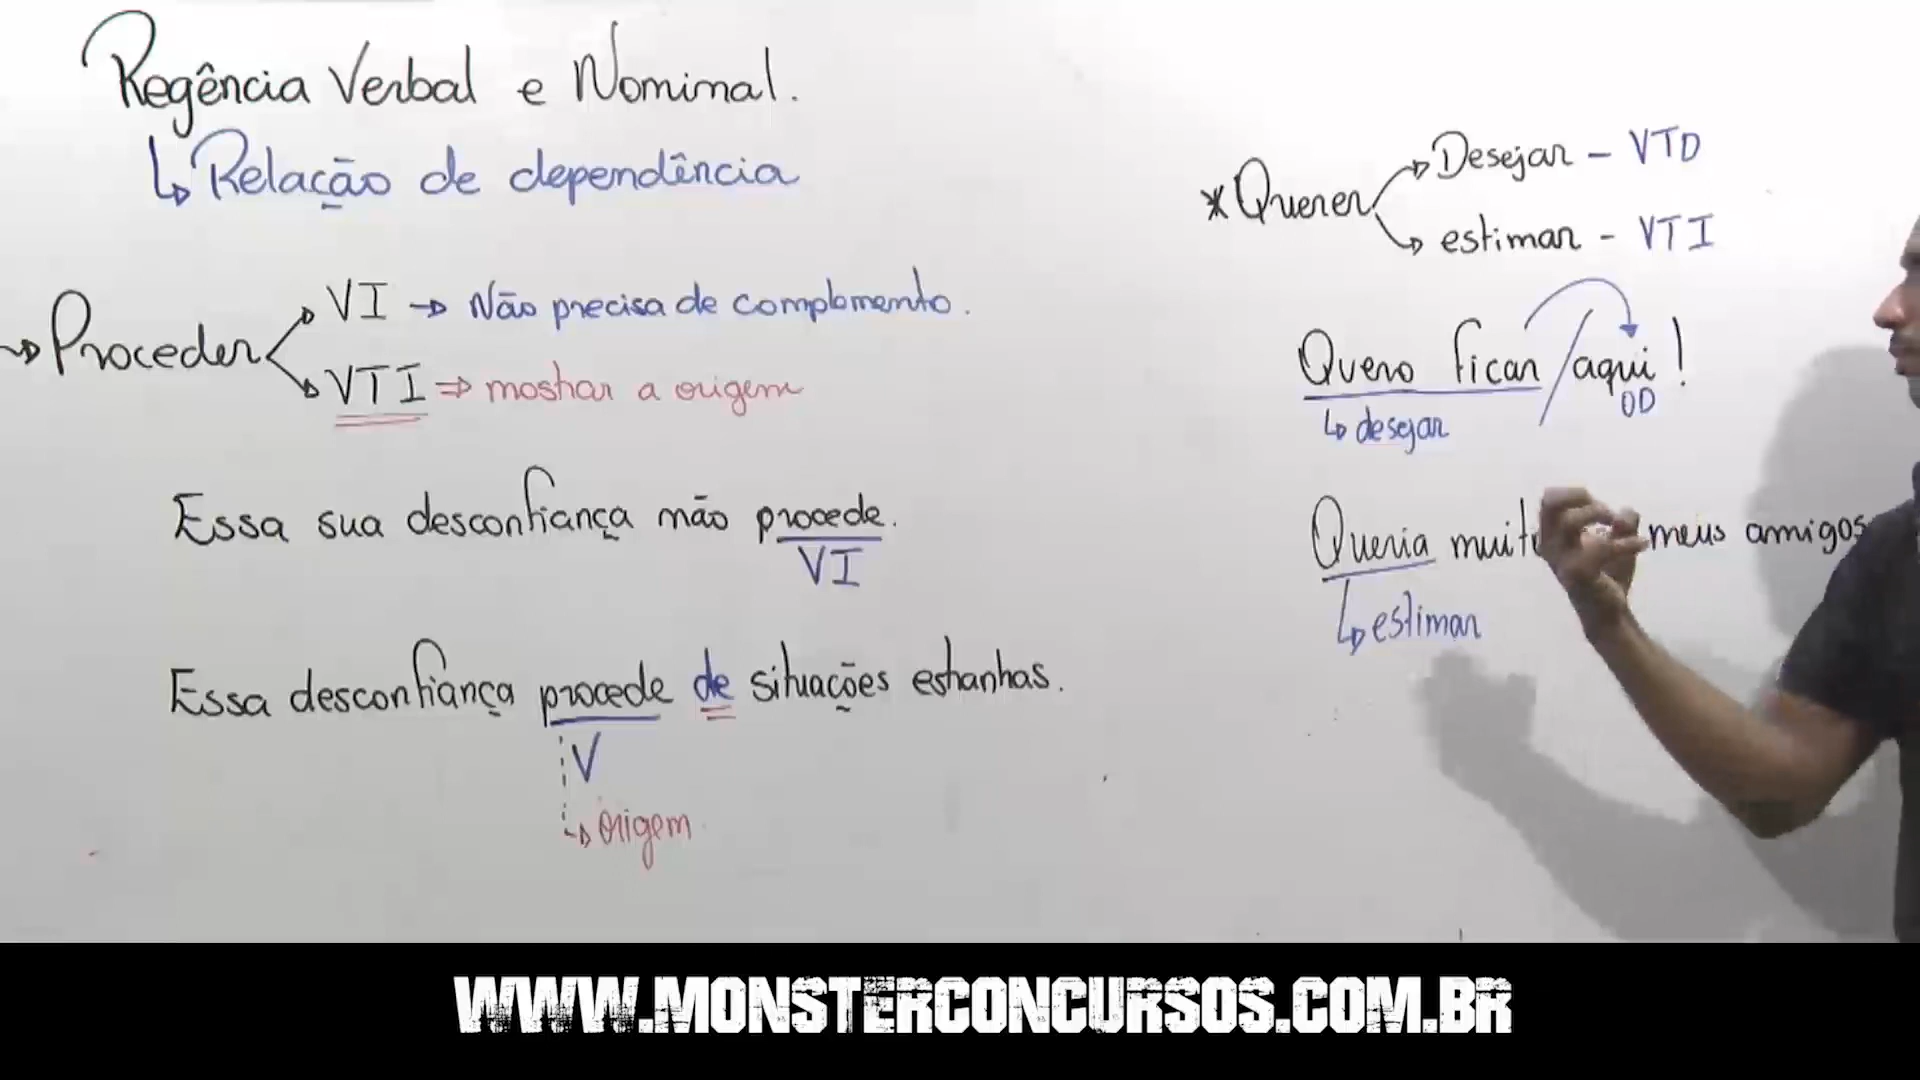 Regência Verbal e Nominal.
↳ Relação de dependência
→ Proceder
VI → Não precisa de complemento.
VTI ⇒ mostrar a origem
Essa sua desconfiança não procede.
VI
Essa desconfiança procede de situações estranhas.
V
↳ origem
* Querer
Desejar - VTD
estimar - VTI
Quero ficar / aqui!
OD
↳ desejar
Queria meus amigos
↳ estimar
WWW.MONSTERCONCURSOS.COM.BR